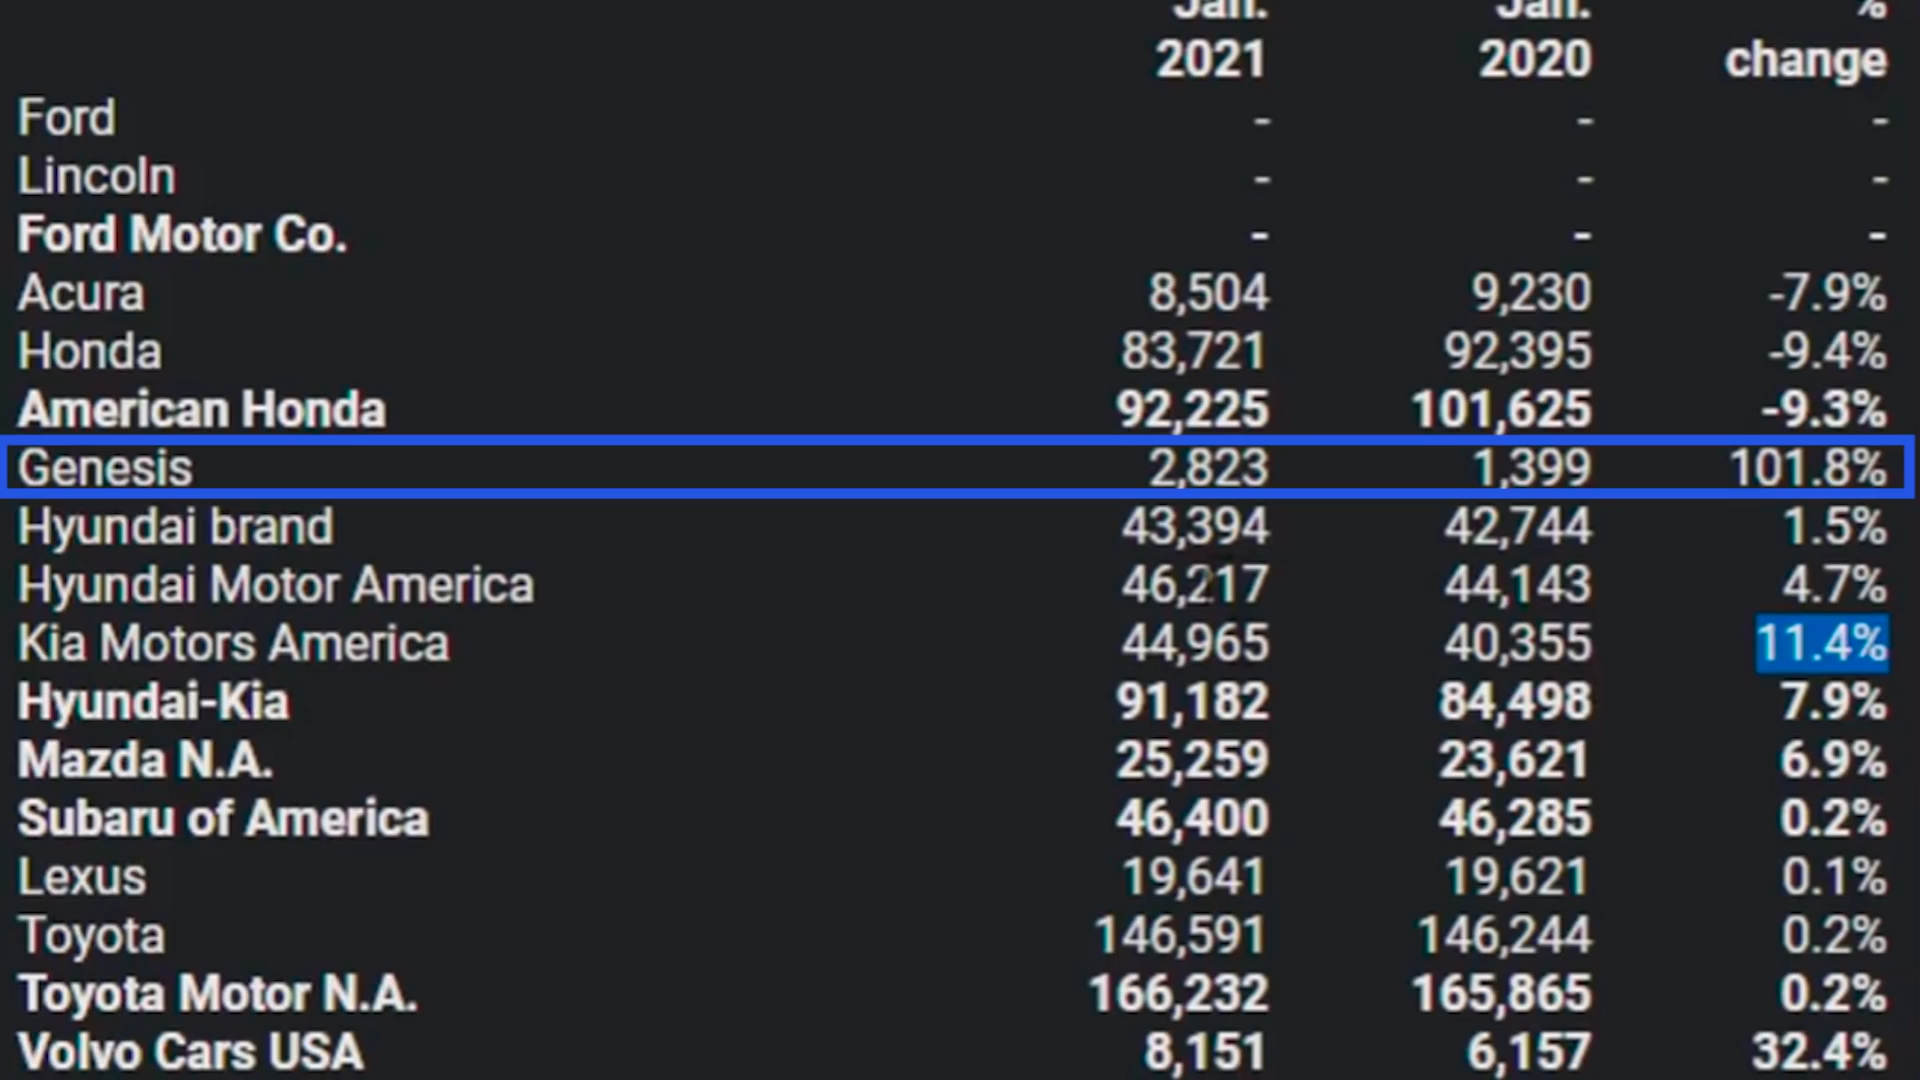 Jan. Jan. %
2021 2020 change
Ford - - -
Lincoln - - -
Ford Motor Co. - - -
Acura 8,504 9,230 -7.9%
Honda 83,721 92,395 -9.4%
American Honda 92,225 101,625 -9.3%
Genesis 2,823 1,399 101.8%
Hyundai brand 43,394 42,744 1.5%
Hyundai Motor America 46,217 44,143 4.7%
Kia Motors America 44,965 40,355 11.4%
Hyundai-Kia 91,182 84,498 7.9%
Mazda N.A. 25,259 23,621 6.9%
Subaru of America 46,400 46,285 0.2%
Lexus 19,641 19,621 0.1%
Toyota 146,591 146,244 0.2%
Toyota Motor N.A. 166,232 165,865 0.2%
Volvo Cars USA 8,151 6,157 32.4%